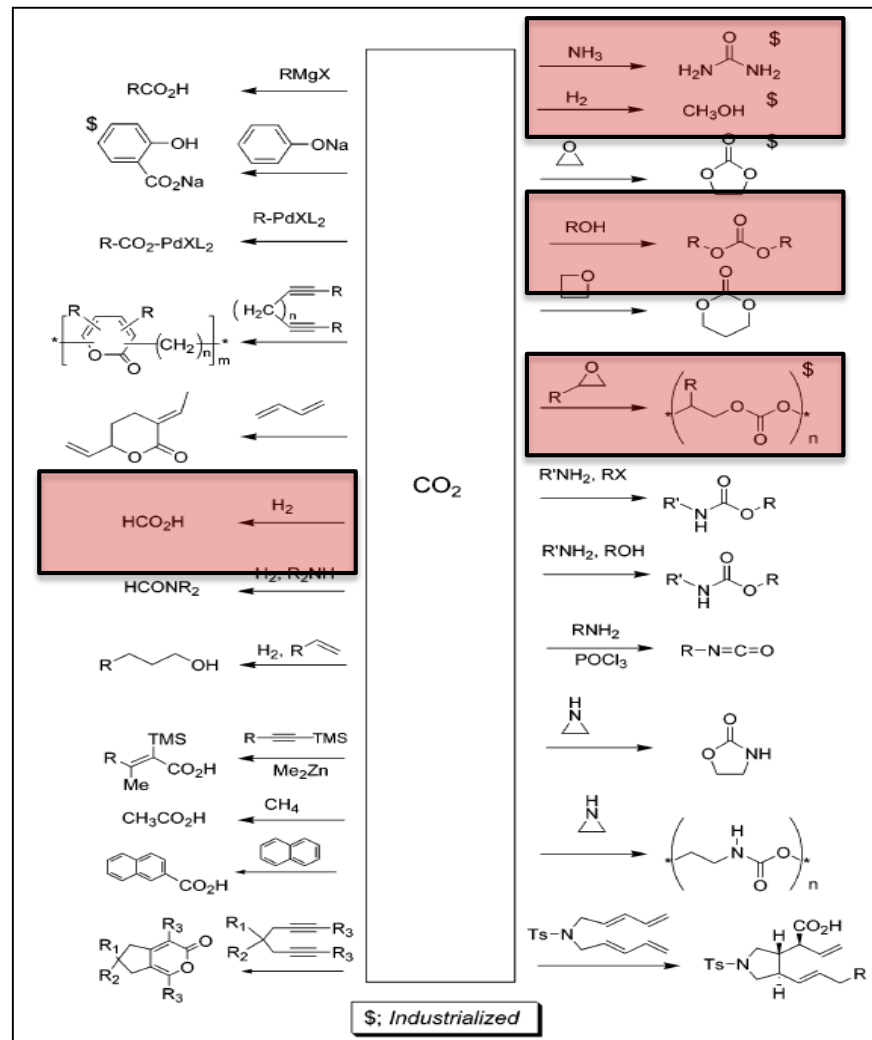 RCO₂H
RMgX
$
OH
CO₂Na
ONa
R-CO₂-PdXL₂
R-PdXL₂
R
R
*
O
O
(CH₂)
n
m
*
H₂C
n
R
R
O
O
HCO₂H
H₂
HCONR₂
H₂, R₂NH
R
OH
H₂,
R
TMS
R
CO₂H
Me
R
TMS
Me₂Zn
CH₃CO₂H
CH₄
CO₂H
R₁
R₂
R₃
O
O
R₃
R₁
R₂
R₃
R₃
CO₂
NH₃
O
H₂N
NH₂
$
H₂
CH₃OH
$
O
O
O
O
$
ROH
O
R
O
O
R
O
O
O
O
R
O
R
*
O
O
O
*
n
$
R'NH₂, RX
R'
N
H
O
O
R
R'NH₂, ROH
R'
N
H
O
O
R
RNH₂
POCl₃
R-N=C=O
H
N
O
O
NH
H
N
*
H
N
O
O
*
n
Ts
N
CO₂H
H
Ts
N
H
R
$; Industrialized